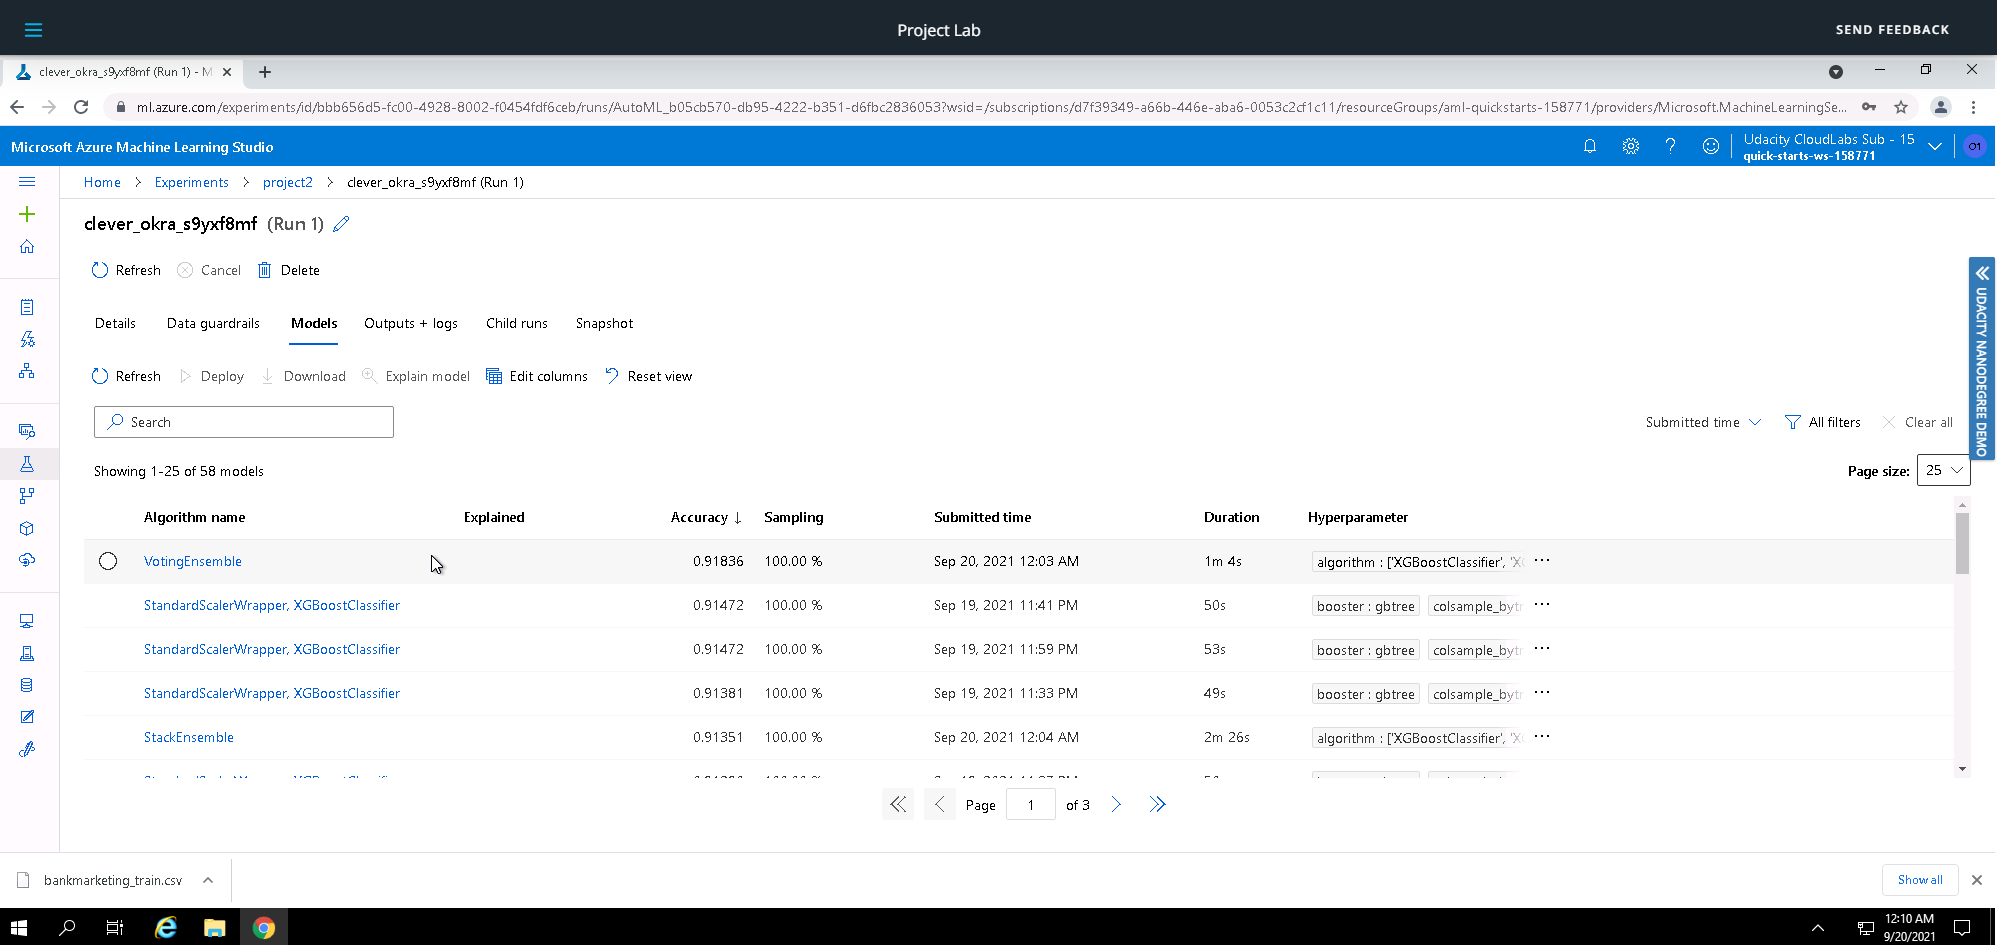 Project Lab
SEND FEEDBACK
clever_okra_s9yxf8mf (Run 1) - M
ml.azure.com/experiments/id/bbb656d5-fc00-4928-8002-f0454fdf6ceb/runs/AutoML_b05cb570-db95-4222-b351-d6fbc2836053?wsid=/subscriptions/d7f39349-a66b-446e-aba6-0053c2cf1c11/resourceGroups/aml-quickstarts-158771/providers/Microsoft.MachineLearningSe...
Microsoft Azure Machine Learning Studio
Udacity CloudLabs Sub - 15
quick-starts-ws-158771
O1
Home > Experiments > project2 > clever_okra_s9yxf8mf (Run 1)
clever_okra_s9yxf8mf (Run 1)
Refresh Cancel Delete
UDACITY NANODEGREE DEMO
Details Data guardrails Models Outputs + logs Child runs Snapshot
Refresh Deploy Download Explain model Edit columns Reset view
Search
Submitted time All filters Clear all
Showing 1-25 of 58 models
Page size: 25
Algorithm name Explained Accuracy ↓ Sampling Submitted time Duration Hyperparameter
VotingEnsemble 0.91836 100.00 % Sep 20, 2021 12:03 AM 1m 4s algorithm : ['XGBoostClassifier', 'XG ...
StandardScalerWrapper, XGBoostClassifier 0.91472 100.00 % Sep 19, 2021 11:41 PM 50s booster : gbtree colsample_bytr ...
StandardScalerWrapper, XGBoostClassifier 0.91472 100.00 % Sep 19, 2021 11:59 PM 53s booster : gbtree colsample_bytr ...
StandardScalerWrapper, XGBoostClassifier 0.91381 100.00 % Sep 19, 2021 11:33 PM 49s booster : gbtree colsample_bytr ...
StackEnsemble 0.91351 100.00 % Sep 20, 2021 12:04 AM 2m 26s algorithm : ['XGBoostClassifier', 'XG ...
Page 1 of 3
bankmarketing_train.csv
Show all
12:10 AM
9/20/2021